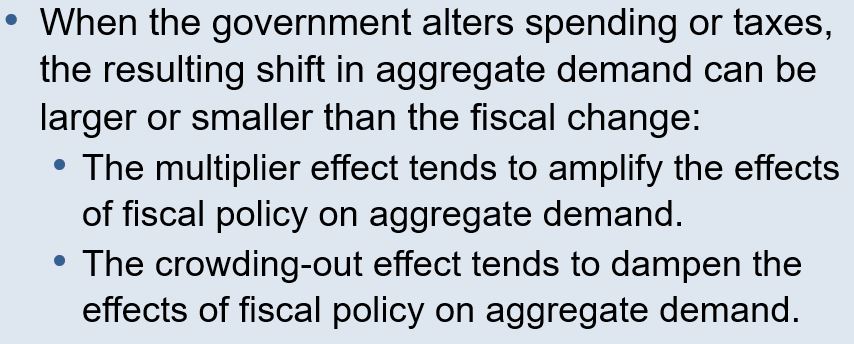 • When the government alters spending or taxes,
the resulting shift in aggregate demand can be
larger or smaller than the fiscal change:
• The multiplier effect tends to amplify the effects
of fiscal policy on aggregate demand.
• The crowding-out effect tends to dampen the
effects of fiscal policy on aggregate demand.